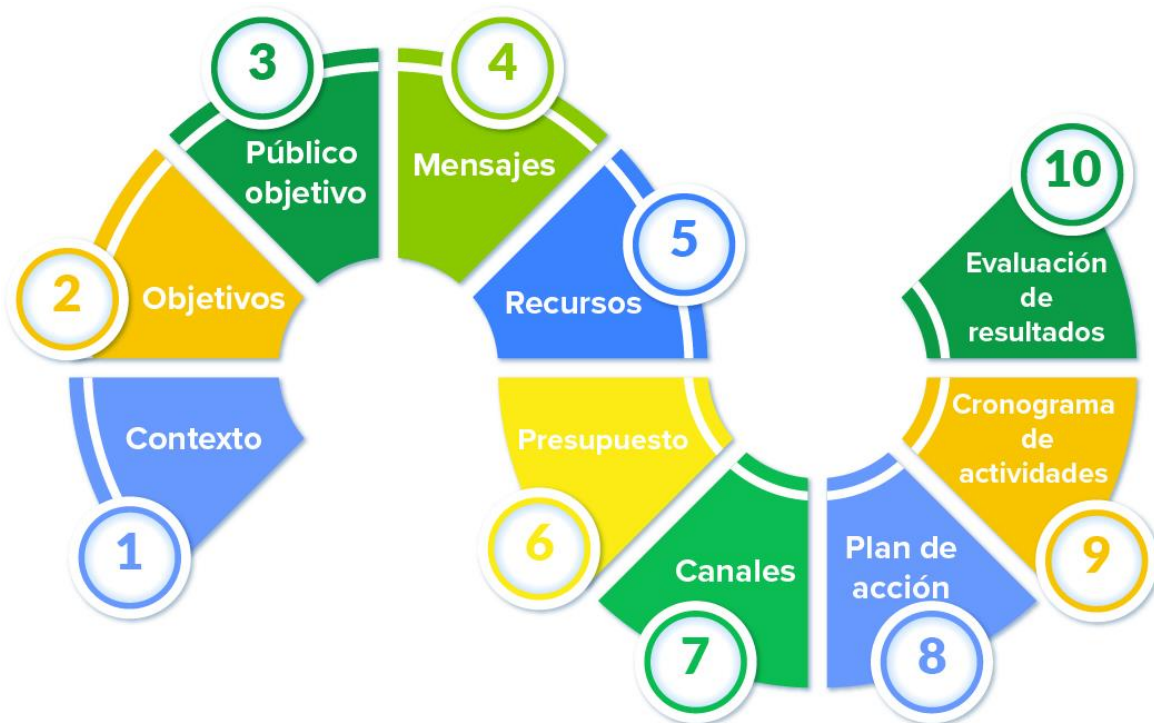 1
Contexto
2
Objetivos
3
Público
objetivo
4
Mensajes
5
Recursos
6
Presupuesto
7
Canales
8
Plan de
acción
9
Cronograma
de
actividades
10
Evaluación
de
resultados